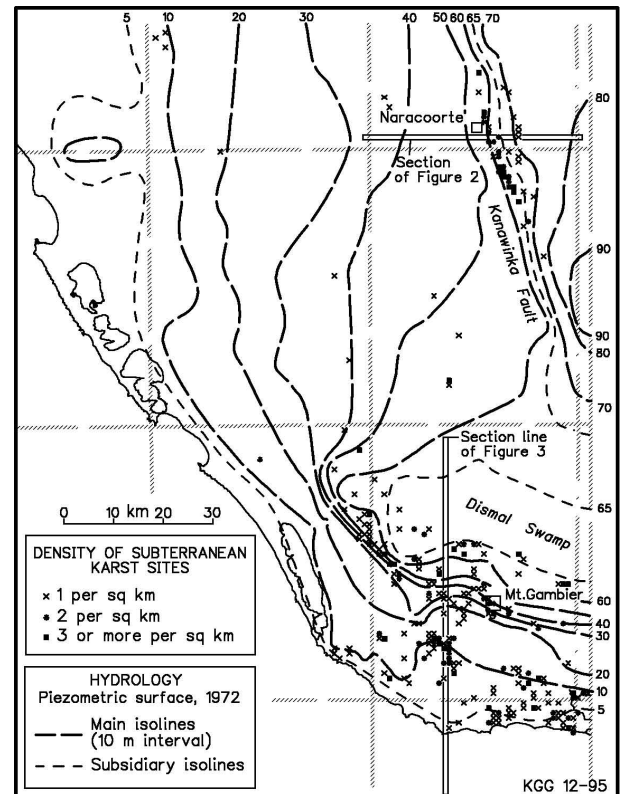 5 10 20 30 40 50 60 65 70
80
Naracoorte
Section
of Figure 2
Kanawinka Fault
90
90
80
70
Section line
of Figure 3
Dismal Swamp
65
0 10 20 30
km
DENSITY OF SUBTERRANEAN
KARST SITES
1 per sq km
2 per sq km
3 or more per sq km
Mt.Gambier
60
40
30
20
10
5
HYDROLOGY
Piezometric surface, 1972
Main isolines
(10 m interval)
Subsidiary isolines
KGG 12-95